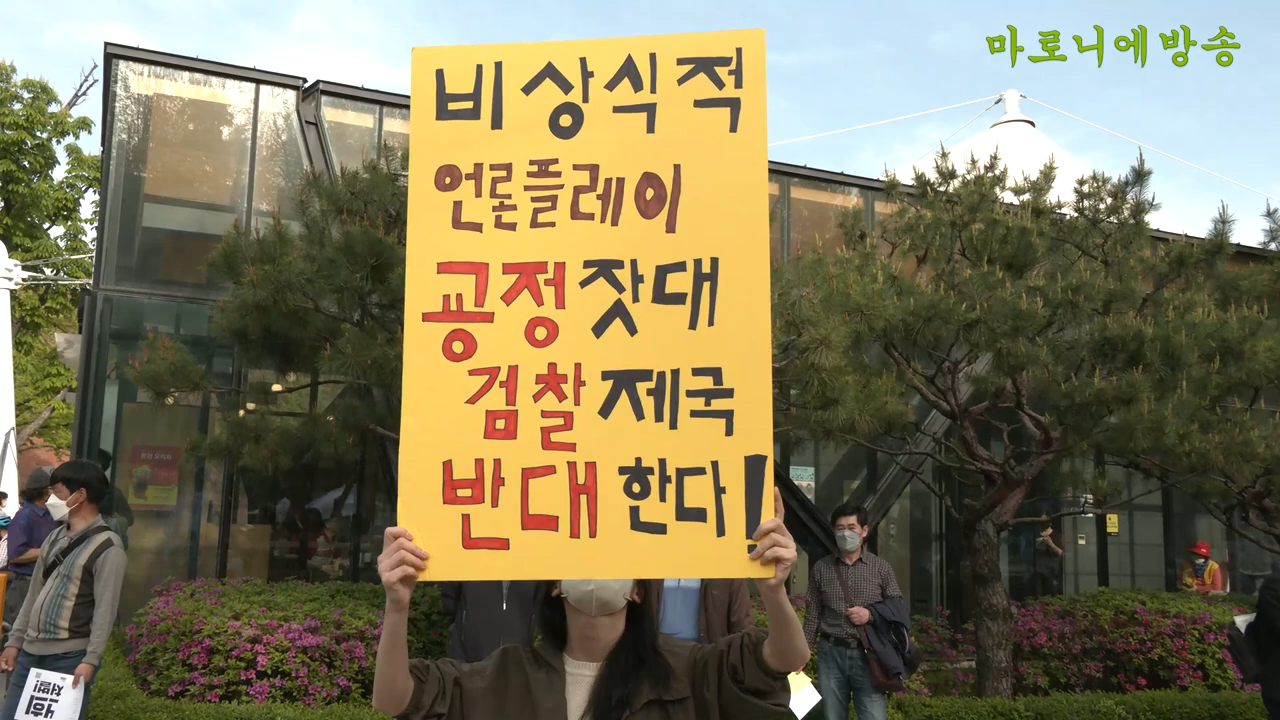 마로니에방송
비상식적
언론플레이
공정잣대
검찰제국
반대한다!